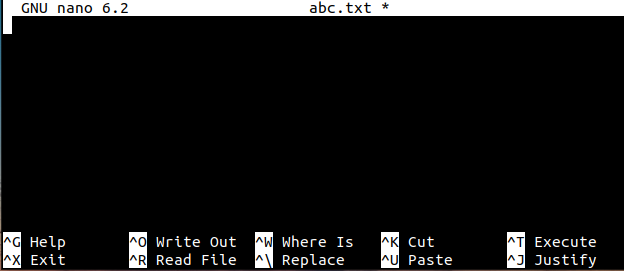 GNU nano 6.2 abc.txt *
^G Help ^O Write Out ^W Where Is ^K Cut ^T Execute
^X Exit ^R Read File ^\ Replace ^U Paste ^J Justify